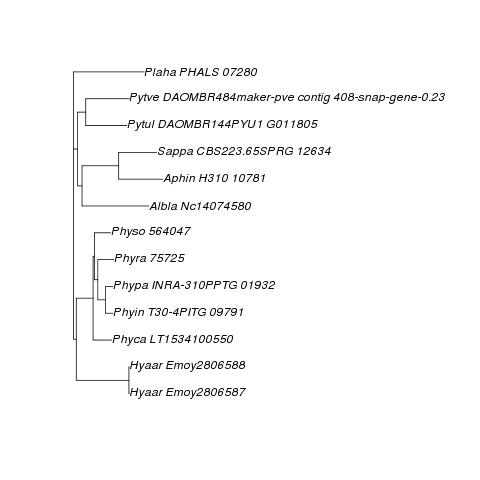 Plaha PHALS 07280
Pytve DAOMBR484maker-pve contig 408-snap-gene-0.23
Pytul DAOMBR144PYU1 G011805
Sappa CBS223.65SPRG 12634
Aphin H310 10781
Albla Nc14074580
Physo 564047
Phyra 75725
Phypa INRA-310PPTG 01932
Phyin T30-4PITG 09791
Phyca LT1534100550
Hyaar Emoy2806588
Hyaar Emoy2806587